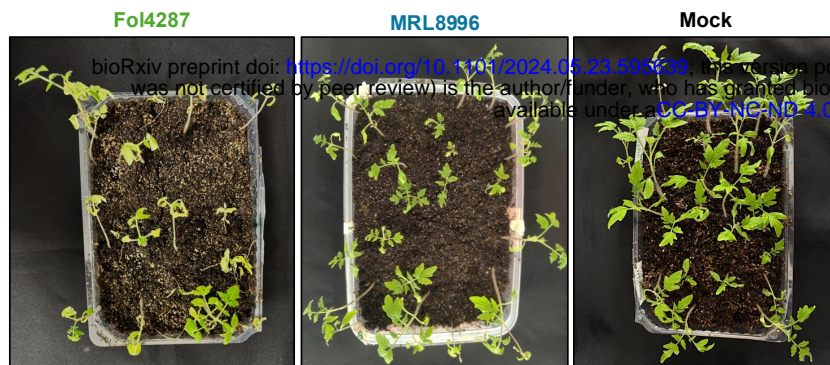 Fol4287
MRL8996
Mock
bioRxiv preprint doi: https://doi.org/10.1101/2024.05.23.595639; this version
was not certified by peer review) is the author/funder, who has granted
available under aCC-BY-NC-ND 4.0